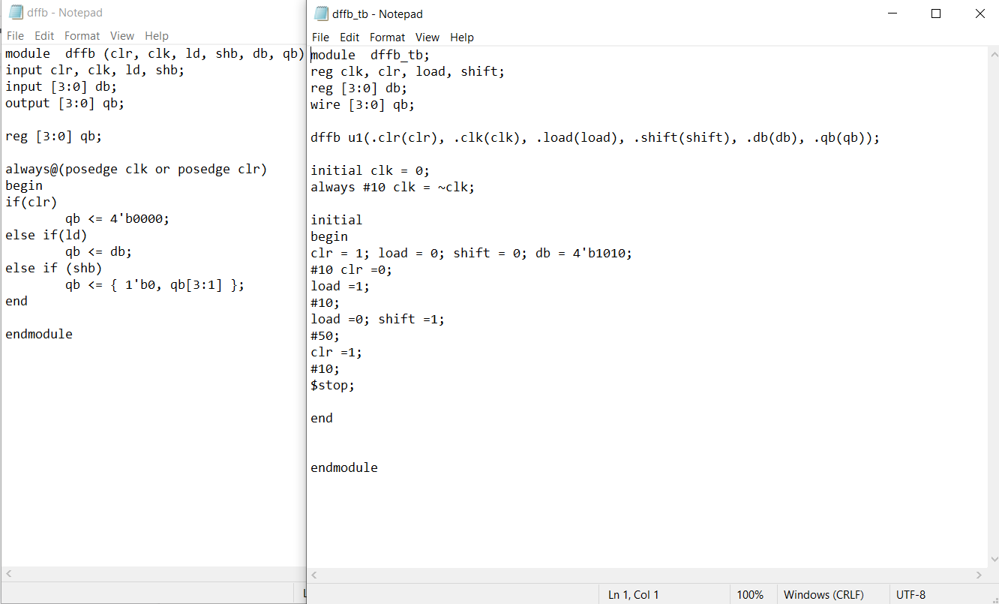 dffb - Notepad
File Edit Format View Help
module  dffb (clr, clk, ld, shb, db, qb)
input clr, clk, ld, shb;
input [3:0] db;
output [3:0] qb;
reg [3:0] qb;
always@(posedge clk or posedge clr)
begin
if(clr)
        qb <= 4'b0000;
else if(ld)
        qb <= db;
else if (shb)
        qb <= { 1'b0, qb[3:1] };
end
endmodule
dffb_tb - Notepad
File Edit Format View Help
module  dffb_tb;
reg clk, clr, load, shift;
reg [3:0] db;
wire [3:0] qb;
dffb u1(.clr(clr), .clk(clk), .load(load), .shift(shift), .db(db), .qb(qb));
initial clk = 0;
always #10 clk = ~clk;
initial
begin
clr = 1; load = 0; shift = 0; db = 4'b1010;
#10 clr =0;
load =1;
#10;
load =0; shift =1;
#50;
clr =1;
#10;
$stop;
end
endmodule
Ln 1, Col 1 100% Windows (CRLF) UTF-8